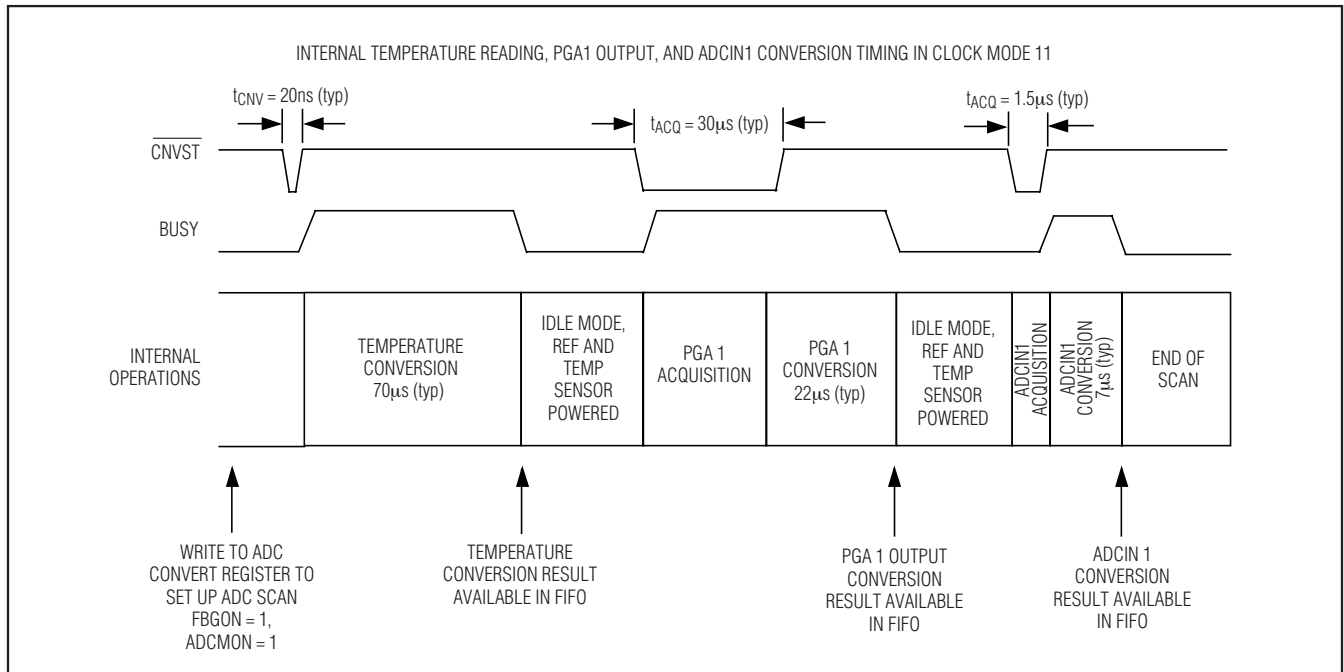 INTERNAL TEMPERATURE READING, PGA1 OUTPUT, AND ADCIN1 CONVERSION TIMING IN CLOCK MODE 11
tCNV = 20ns (typ)
tACQ = 30µs (typ)
tACQ = 1.5µs (typ)
CNVST
BUSY
INTERNAL
OPERATIONS
TEMPERATURE
CONVERSION
70µs (typ)
IDLE MODE,
REF AND
TEMP
SENSOR
POWERED
PGA 1
ACQUISITION
PGA 1
CONVERSION
22µs (typ)
IDLE MODE,
REF AND
TEMP
SENSOR
POWERED
ADCIN1
ACQUISITION
ADCIN1
CONVERSION
7µs (typ)
END OF
SCAN
WRITE TO ADC
CONVERT REGISTER TO
SET UP ADC SCAN
FBGON = 1,
ADCMON = 1
TEMPERATURE
CONVERSION RESULT
AVAILABLE IN FIFO
PGA 1 OUTPUT
CONVERSION
RESULT AVAILABLE
IN FIFO
ADCIN 1
CONVERSION
RESULT AVAILABLE
IN FIFO